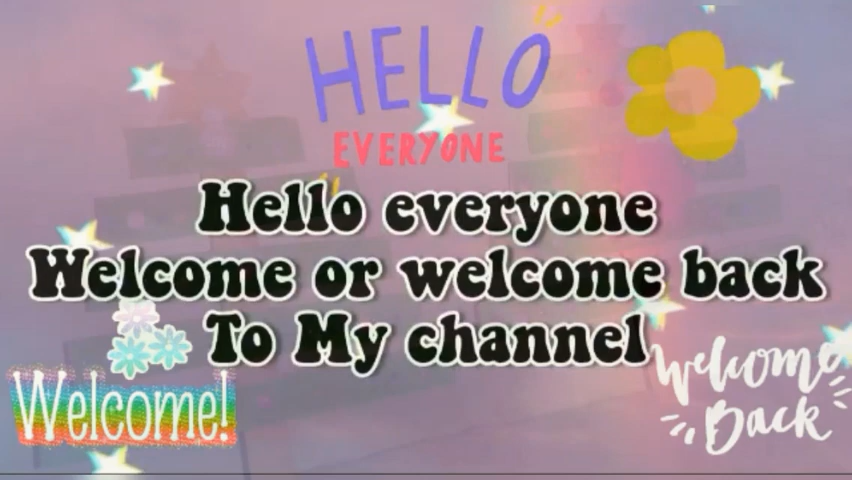 HELLO
EVERYONE
Hello everyone
Welcome or welcome back
To My channel
Welcome!
Welcome
Back